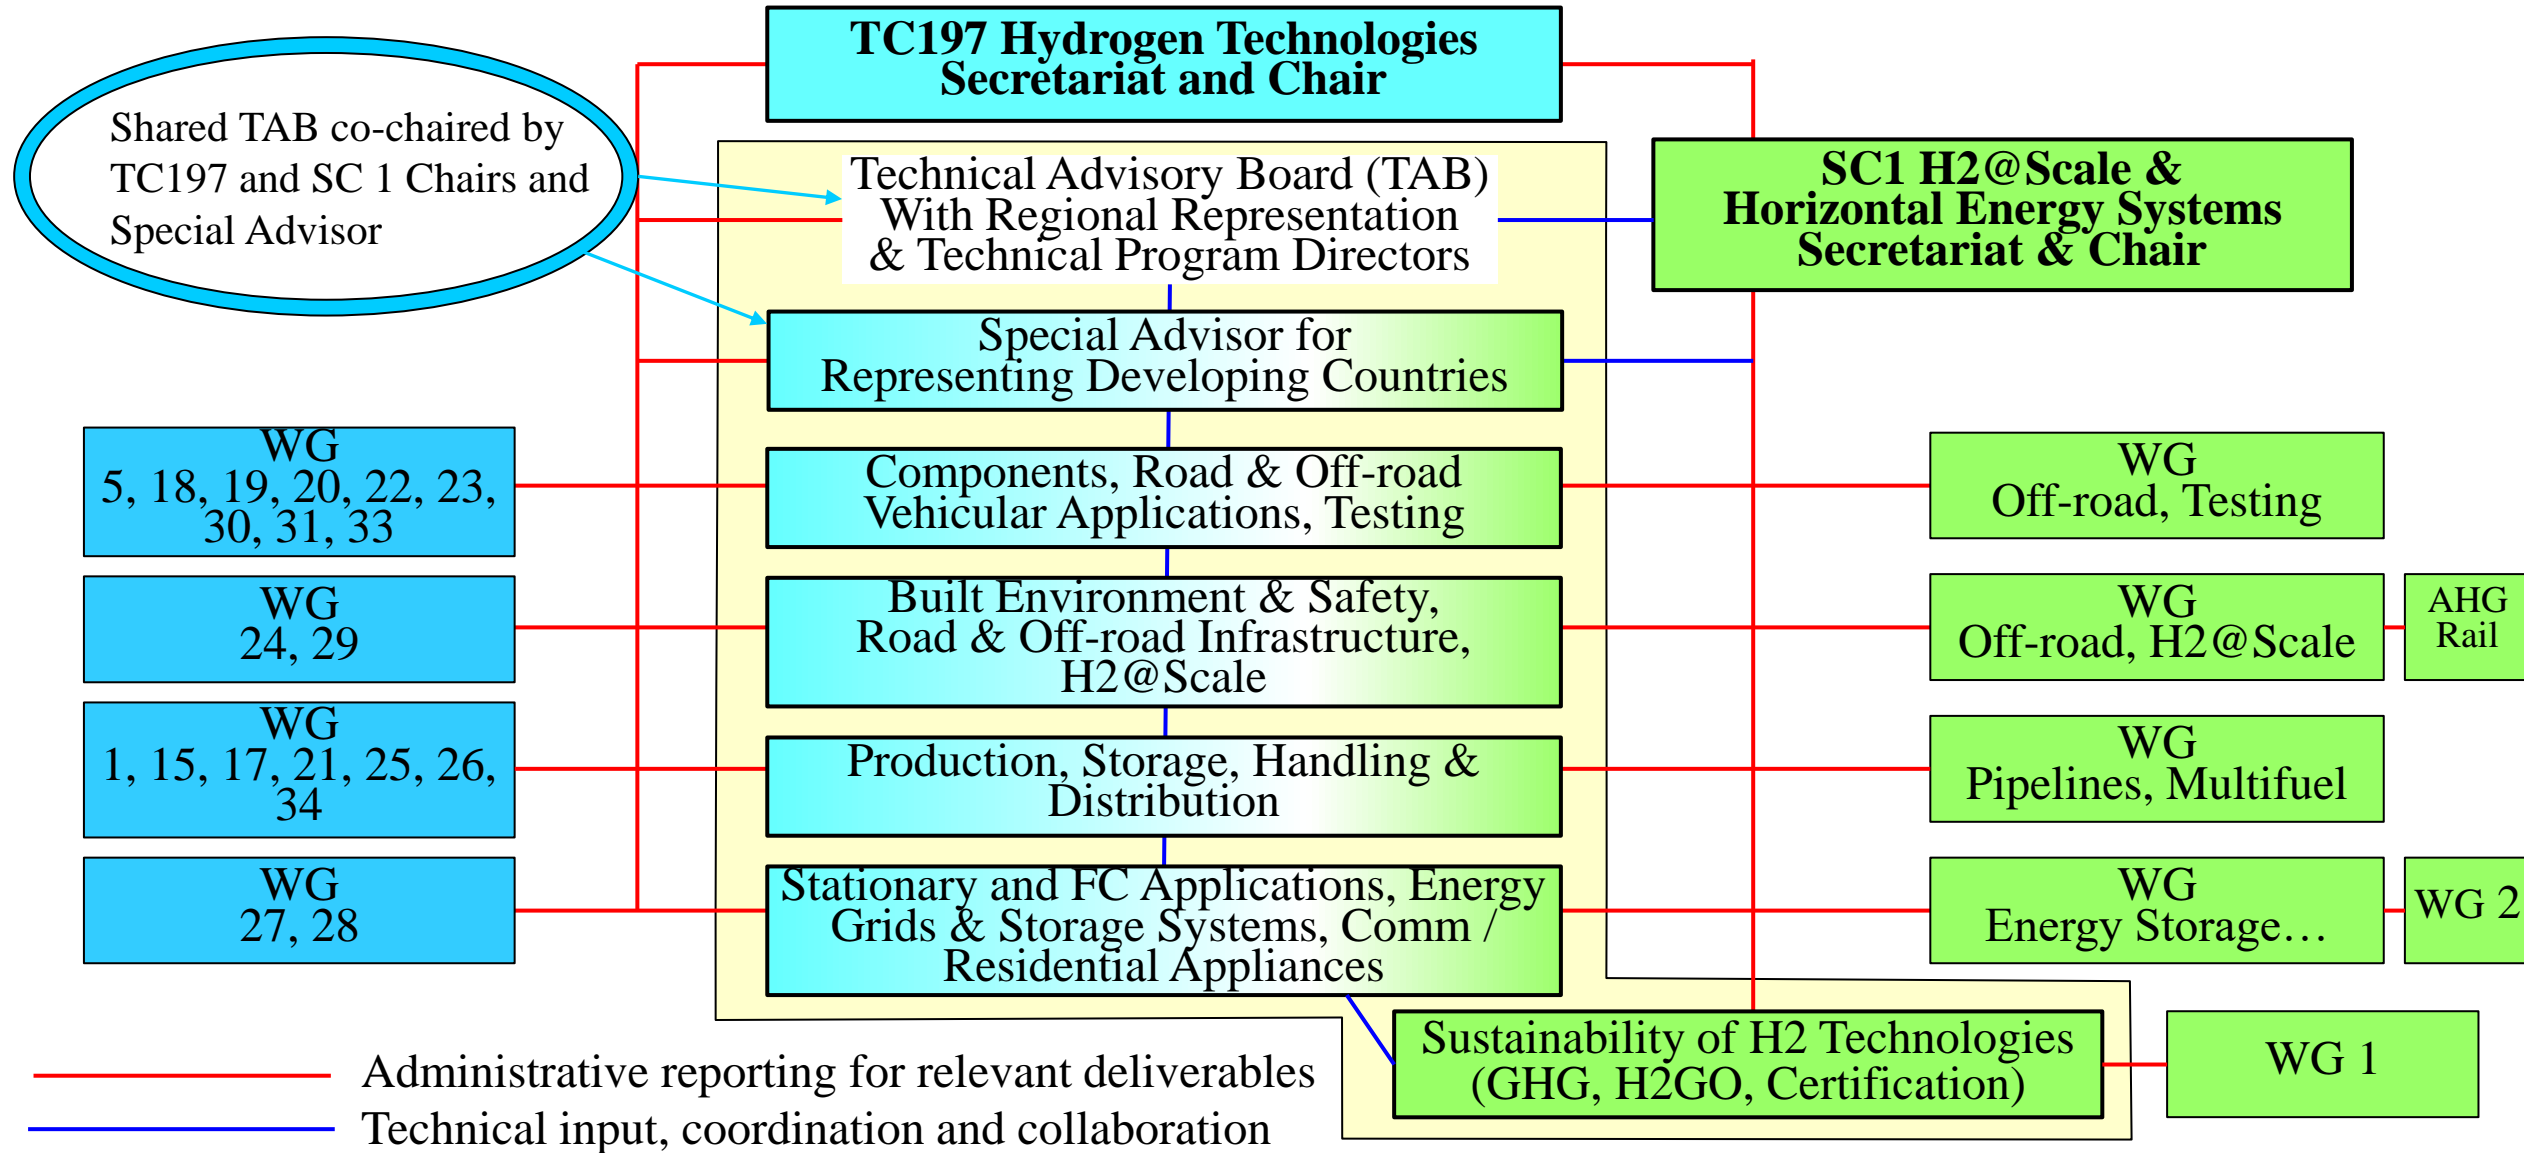 TC197 Hydrogen Technologies
Secretariat and Chair
Shared TAB co-chaired by
TC197 and SC 1 Chairs and
Special Advisor
Technical Advisory Board (TAB)
With Regional Representation
& Technical Program Directors
SC1 H2@Scale &
Horizontal Energy Systems
Secretariat & Chair
Special Advisor for
Representing Developing Countries
WG
5, 18, 19, 20, 22, 23,
30, 31, 33
Components, Road & Off-road
Vehicular Applications, Testing
WG
Off-road, Testing
WG
24, 29
Built Environment & Safety,
Road & Off-road Infrastructure,
H2@Scale
WG
Off-road, H2@Scale
AHG
Rail
WG
1, 15, 17, 21, 25, 26,
34
Production, Storage, Handling &
Distribution
WG
Pipelines, Multifuel
WG
27, 28
Stationary and FC Applications, Energy
Grids & Storage Systems, Comm /
Residential Appliances
WG
Energy Storage…
WG 2
Sustainability of H2 Technologies
(GHG, H2GO, Certification)
WG 1
Administrative reporting for relevant deliverables
Technical input, coordination and collaboration